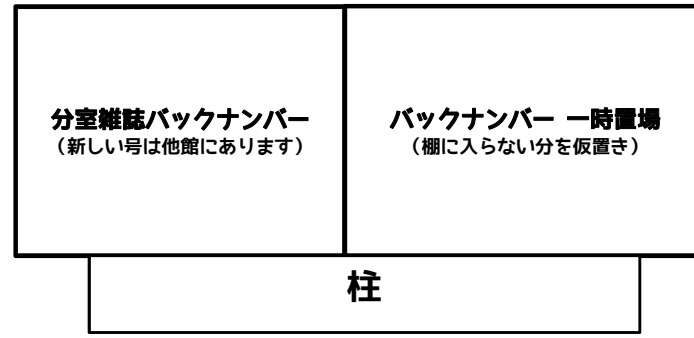 分室雑誌バックナンバー
（新しい号は他館にあります）
バックナンバー 一時置場
（棚に入らない分を仮置き）
柱